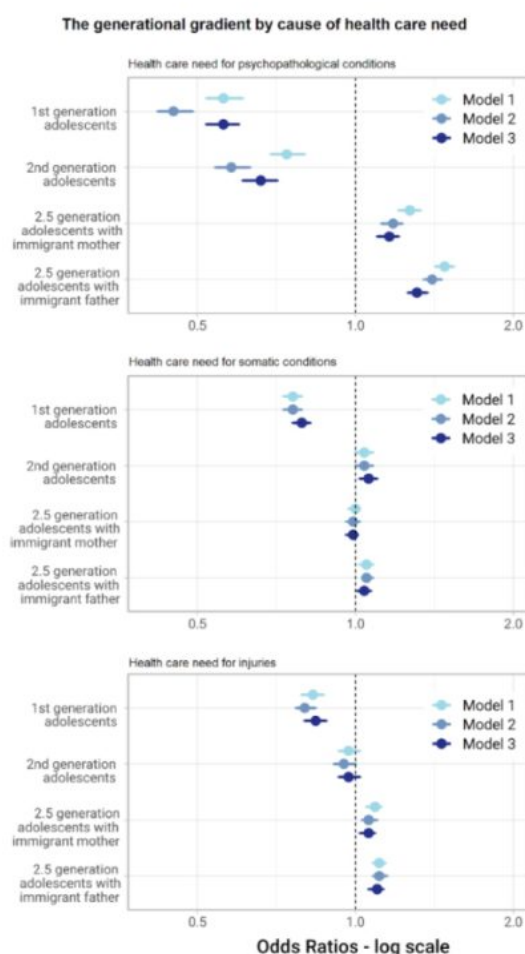 The generational gradient by cause of health care need
Health care need for psychopathological conditions
Model 1
Model 2
Model 3
1st generation
adolescents
2nd generation
adolescents
2.5 generation
adolescents with
immigrant mother
2.5 generation
adolescents with
immigrant father
0.5
1.0
2.0
Health care need for somatic conditions
Model 1
Model 2
Model 3
1st generation
adolescents
2nd generation
adolescents
2.5 generation
adolescents with
immigrant mother
2.5 generation
adolescents with
immigrant father
0.5
1.0
2.0
Health care need for injuries
Model 1
Model 2
Model 3
1st generation
adolescents
2nd generation
adolescents
2.5 generation
adolescents with
immigrant mother
2.5 generation
adolescents with
immigrant father
0.5
1.0
2.0
Odds Ratios - log scale